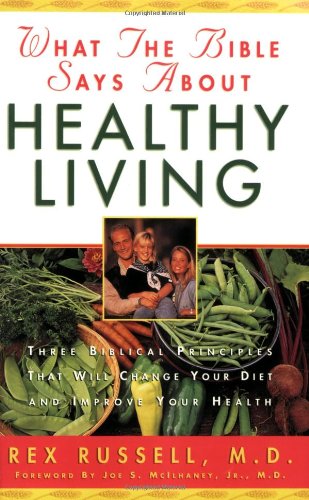 WHAT THE BIBLE
SAYS ABOUT
HEALTHY
LIVING
THREE BIBLICAL PRINCIPLES
THAT WILL CHANGE YOUR DIET
AND IMPROVE YOUR HEALTH
REX RUSSELL, M.D.
FOREWORD BY JOE S. MCILHANEY, JR., M.D.